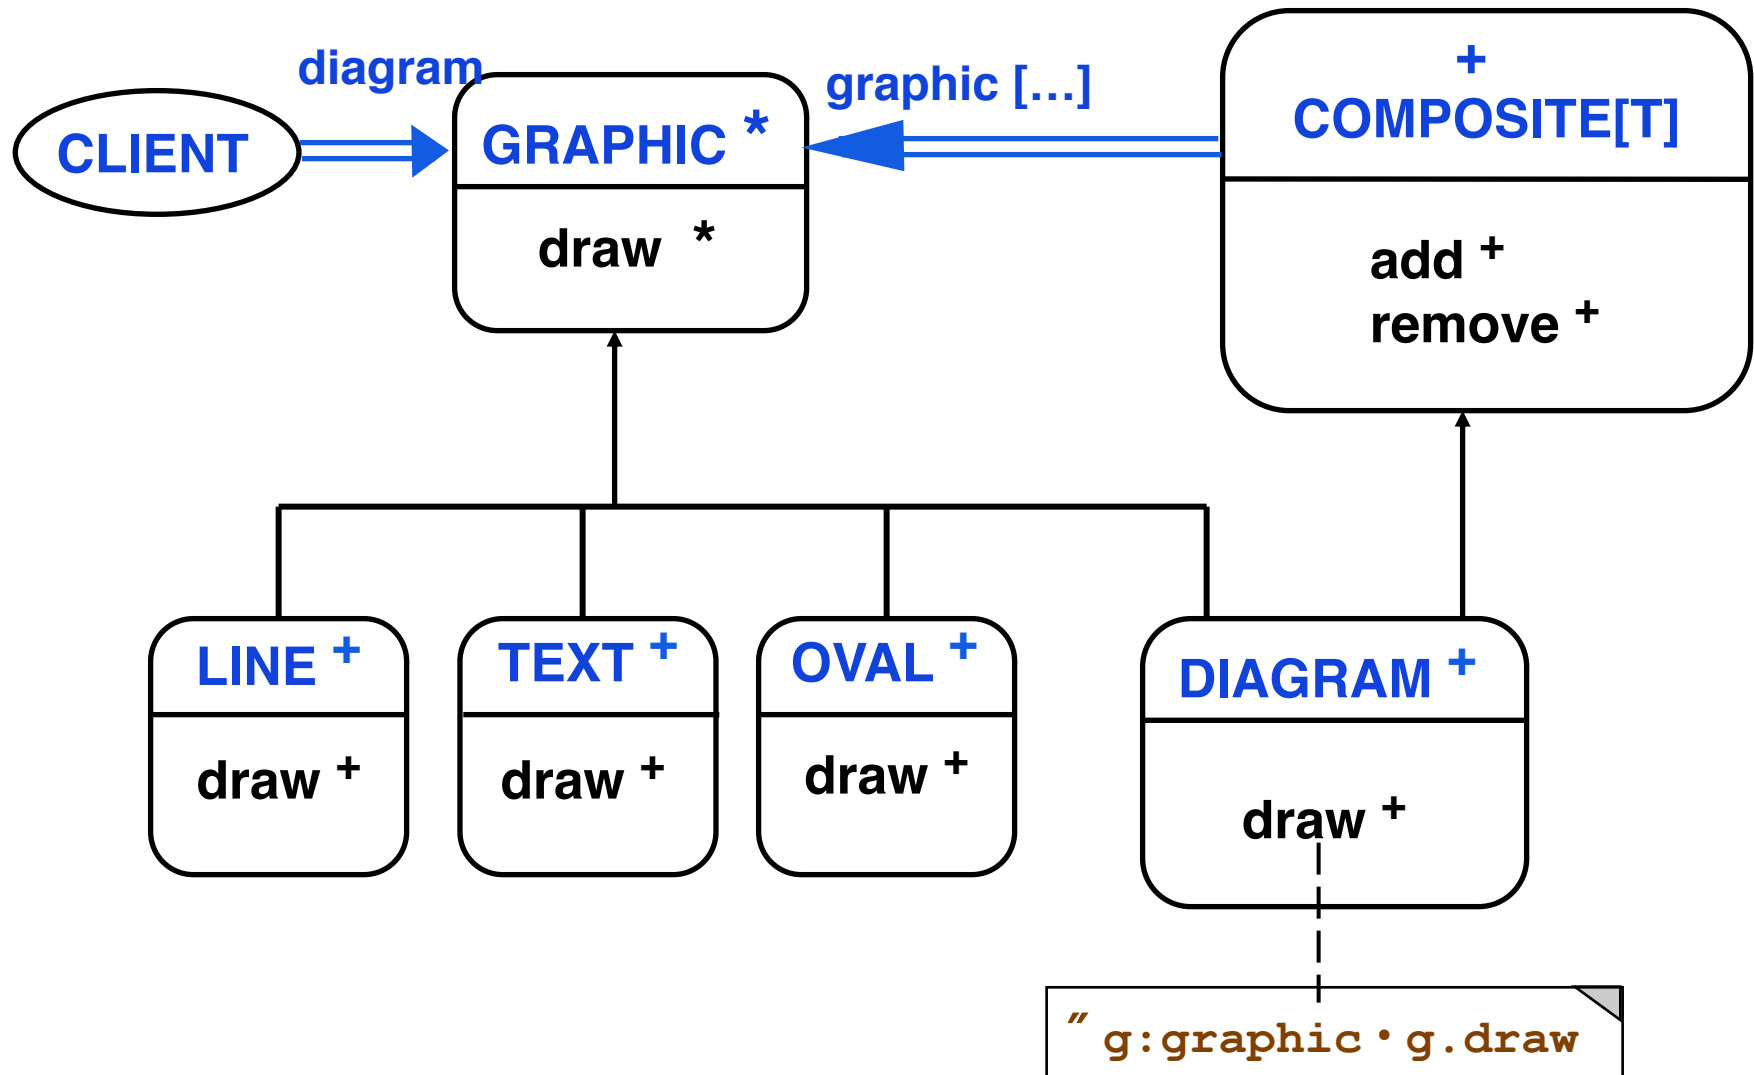 diagram
CLIENT
GRAPHIC *
draw *
graphic [...]
+
COMPOSITE[T]
add +
remove +
LINE +
draw +
TEXT +
draw +
OVAL +
draw +
DIAGRAM +
draw +
″ g:graphic • g.draw